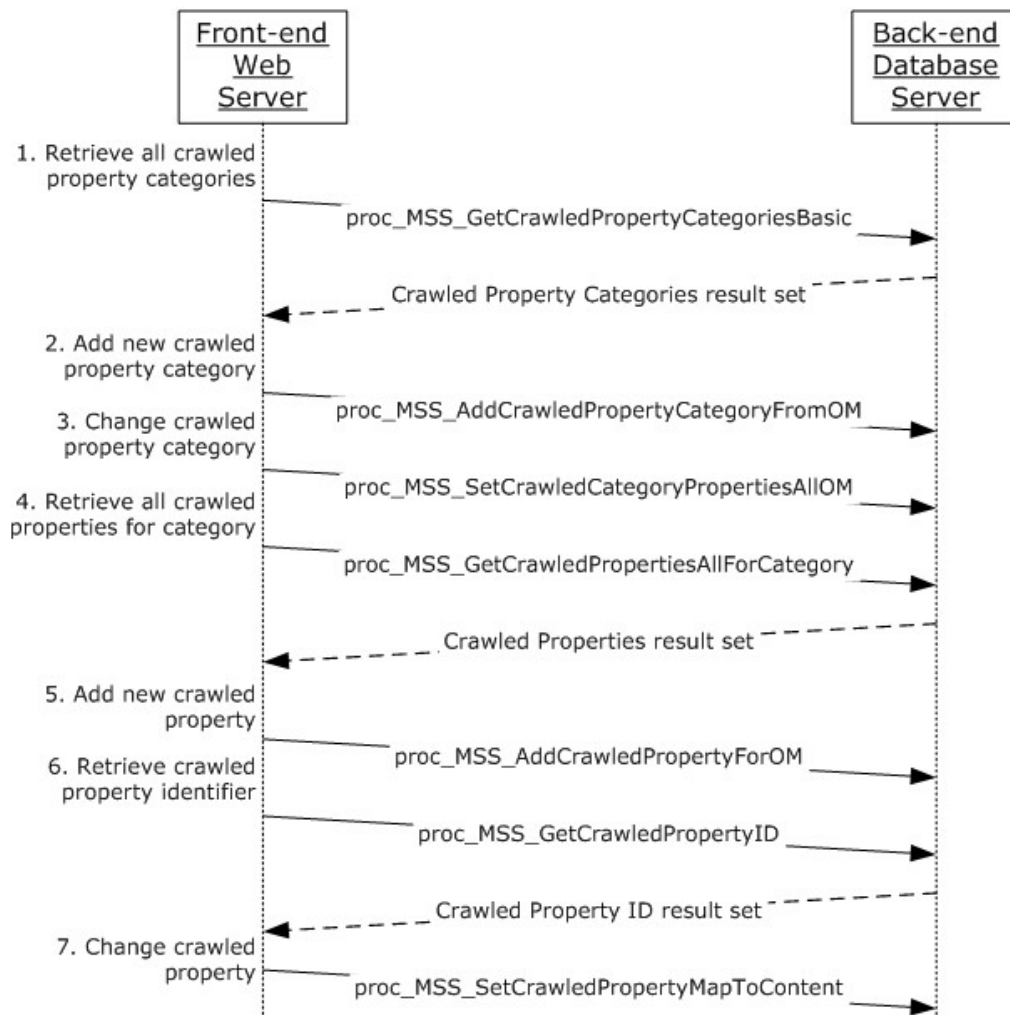 Front-end
Web
Server
Back-end
Database
Server
1. Retrieve all crawled
property categories
proc_MSS_GetCrawledPropertyCategoriesBasic
Crawled Property Categories result set
2. Add new crawled
property category
proc_MSS_AddCrawledPropertyCategoryFromOM
3. Change crawled
property category
proc_MSS_SetCrawledCategoryPropertiesAllOM
4. Retrieve all crawled
properties for category
proc_MSS_GetCrawledPropertiesAllForCategory
Crawled Properties result set
5. Add new crawled
property
proc_MSS_AddCrawledPropertyForOM
6. Retrieve crawled
property identifier
proc_MSS_GetCrawledPropertyID
Crawled Property ID result set
7. Change crawled
property
proc_MSS_SetCrawledPropertyMapToContent